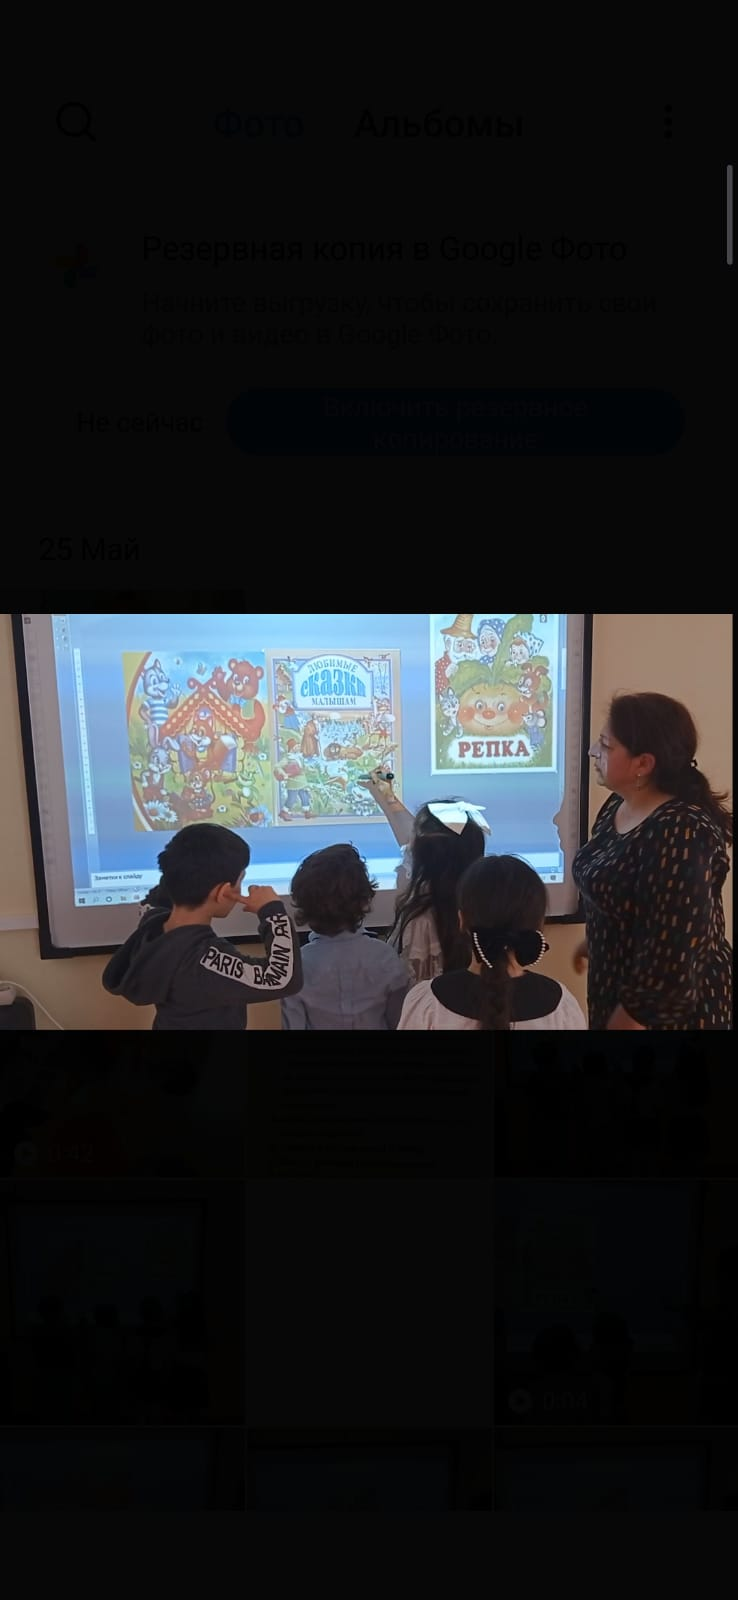 Фото Альбомы
Резервная копия в Google Фото
Начните выгрузку, чтобы сохранить свои
фото и видео в Google Фото.
Не сейчас
Включить резервное
копирование
25 Май
ЛЮБИМЫЕ
сказки
МАЛЫШАМ
РЕПКА
Заметки к слайду
PARIS
0:42
0:04